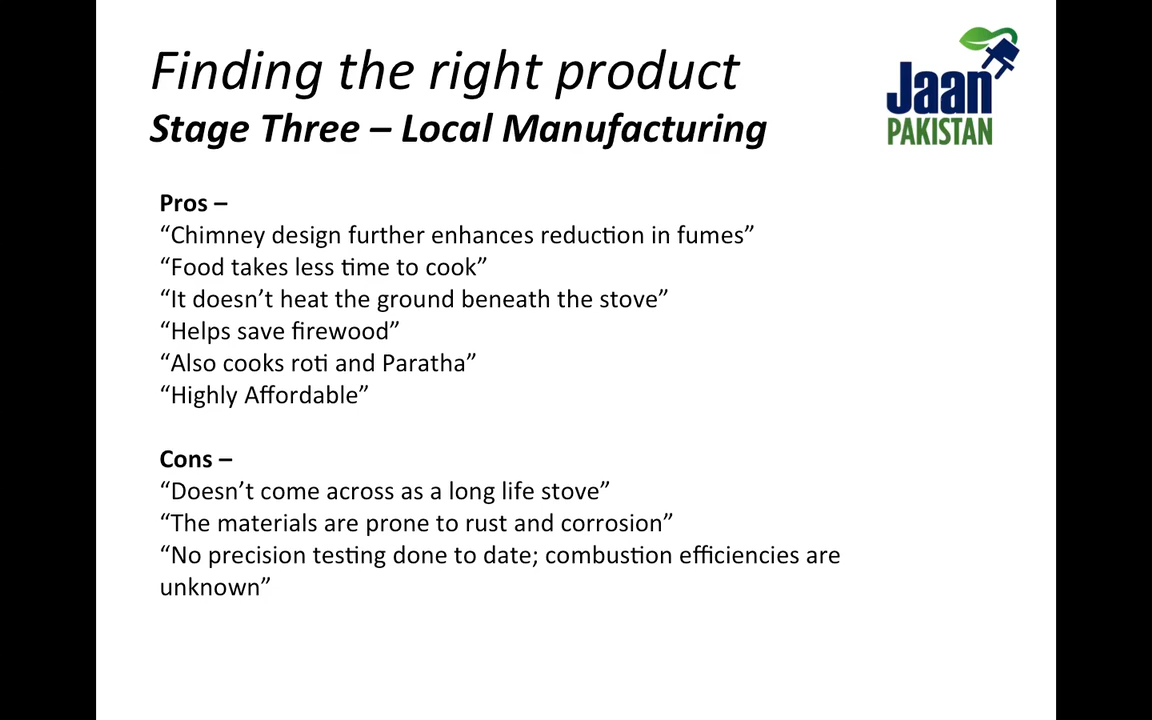 Finding the right product
Stage Three – Local Manufacturing
Jaan
PAKISTAN
Pros –
“Chimney design further enhances reduction in fumes”
“Food takes less time to cook”
“It doesn’t heat the ground beneath the stove”
“Helps save firewood”
“Also cooks roti and Paratha”
“Highly Affordable”
Cons –
“Doesn’t come across as a long life stove”
“The materials are prone to rust and corrosion”
“No precision testing done to date; combustion efficiencies are
unknown”